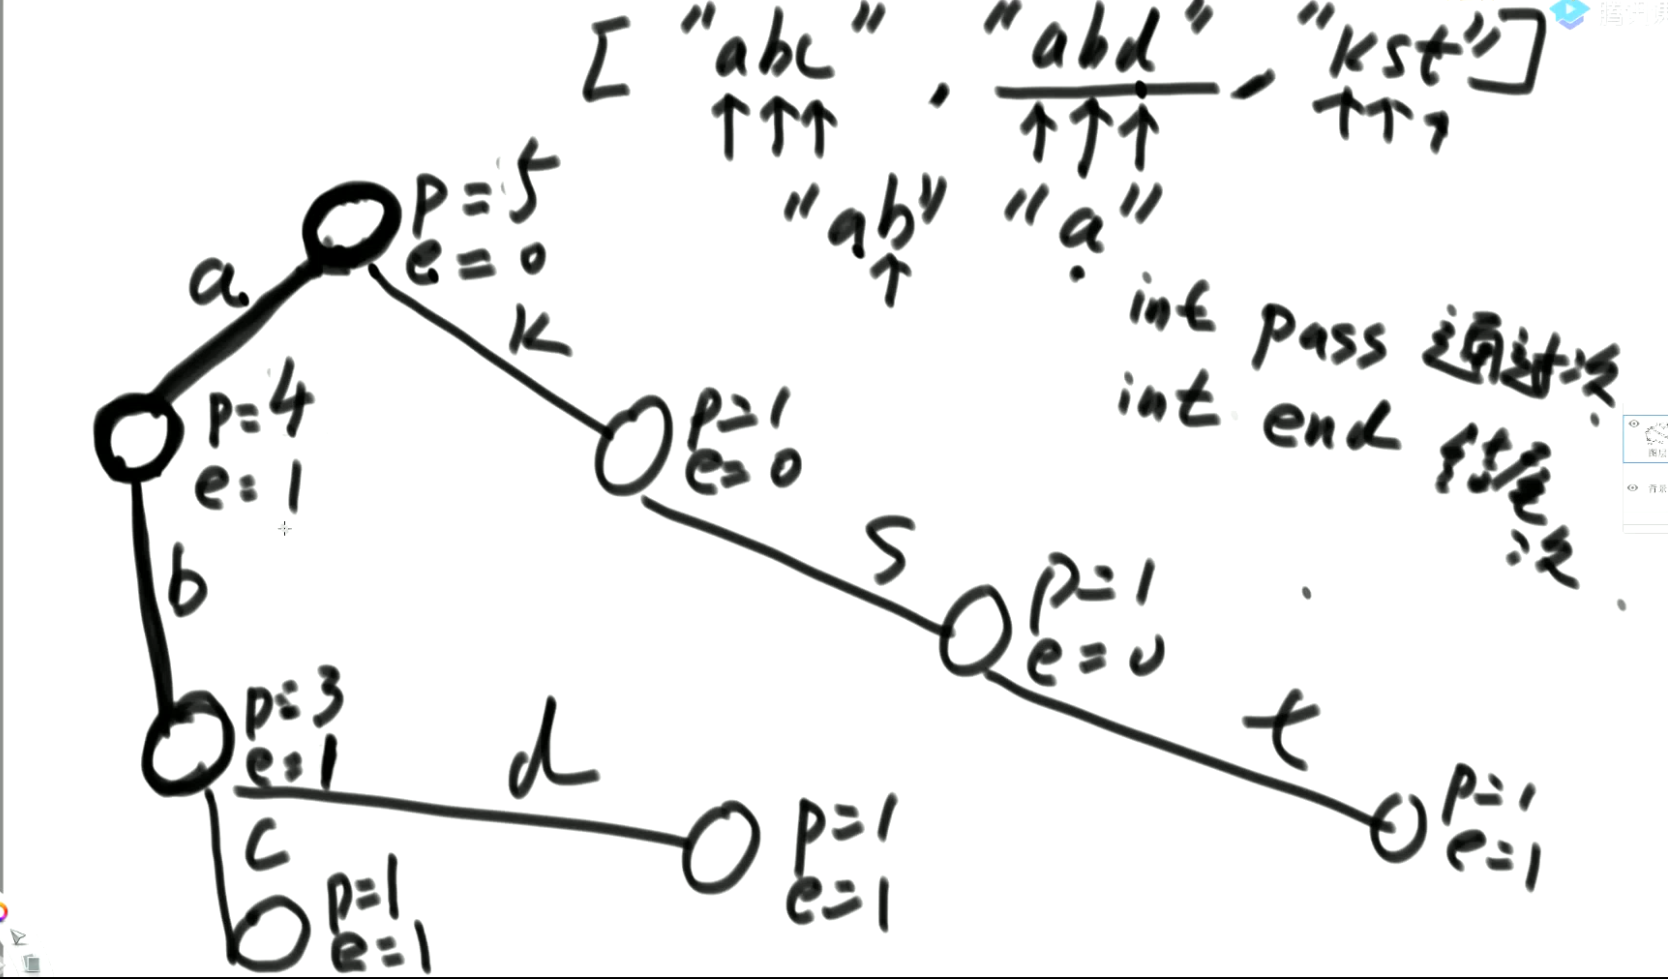 ["abc", "abd", "kst"]
"ab" "a"
int pass 通过次
int end 结尾次
p=5
e=0
a
k
p=4
e=1
p=1
e=0
b
s
p=1
e=0
t
p=3
e=1
d
c
p=1
e=1
p=1
e=1
p=1
e=1